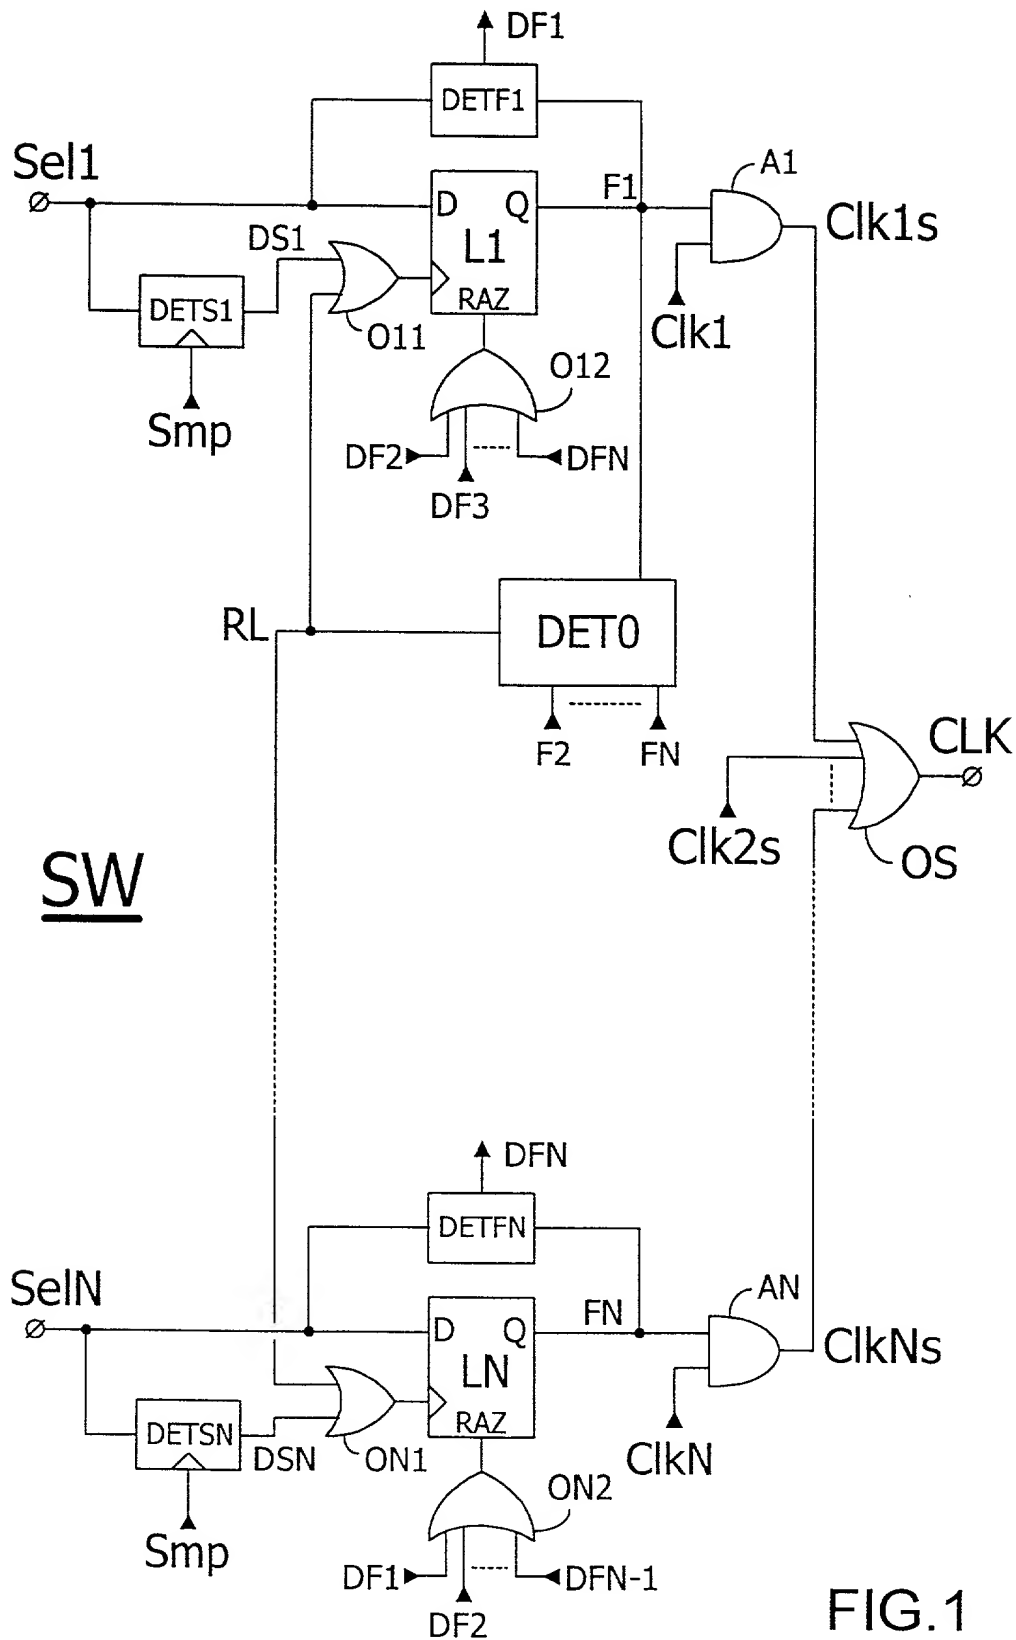 DF1
DETF1
A1
Sel1
D
Q
F1
Clk1s
DS1
L1
DETS1
RAZ
O11
Clk1
O12
Smp
DF2
DFN
DF3
RL
DET0
F2
FN
CLK
Clk2s
OS
SW
DFN
DETFN
SelN
AN
D
Q
FN
ClkNs
LN
DETSN
RAZ
DSN
ON1
ClkN
ON2
Smp
DF1
DFN-1
DF2
FIG.1